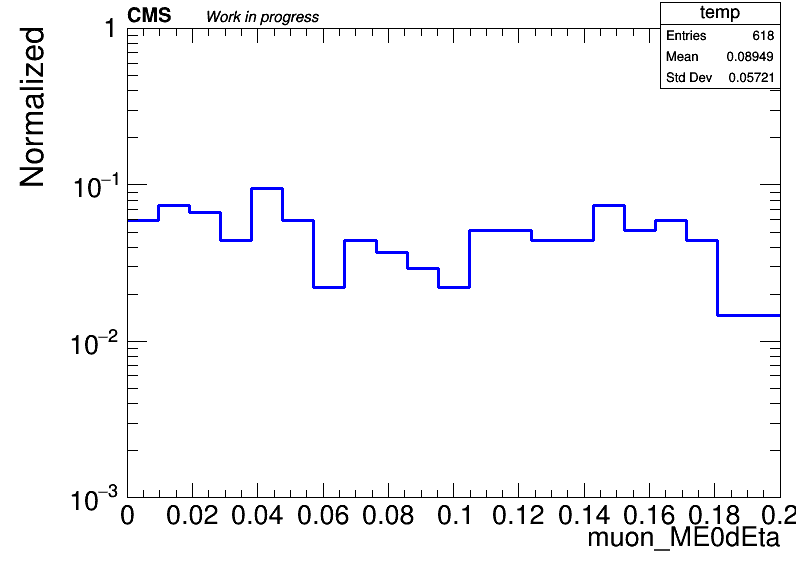 CMS Work in progress
temp
Entries 618
Mean 0.08949
Std Dev 0.05721
Normalized
1
10−1
10−2
10−3
0 0.02 0.04 0.06 0.08 0.1 0.12 0.14 0.16 0.18 0.2
muon_ME0dEta